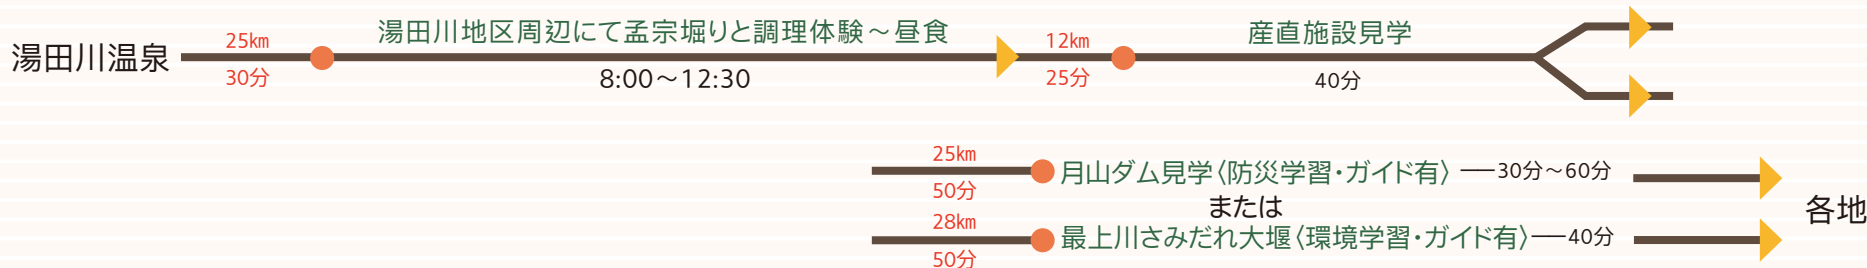 湯田川温泉
25km
30分
湯田川地区周辺にて孟宗堀りと調理体験～昼食
8:00～12:30
12km
25分
産直施設見学
40分
25km
50分
月山ダム見学〈防災学習・ガイド有〉──30分～60分
または
28km
50分
最上川さみだれ大堰〈環境学習・ガイド有〉──40分
各地